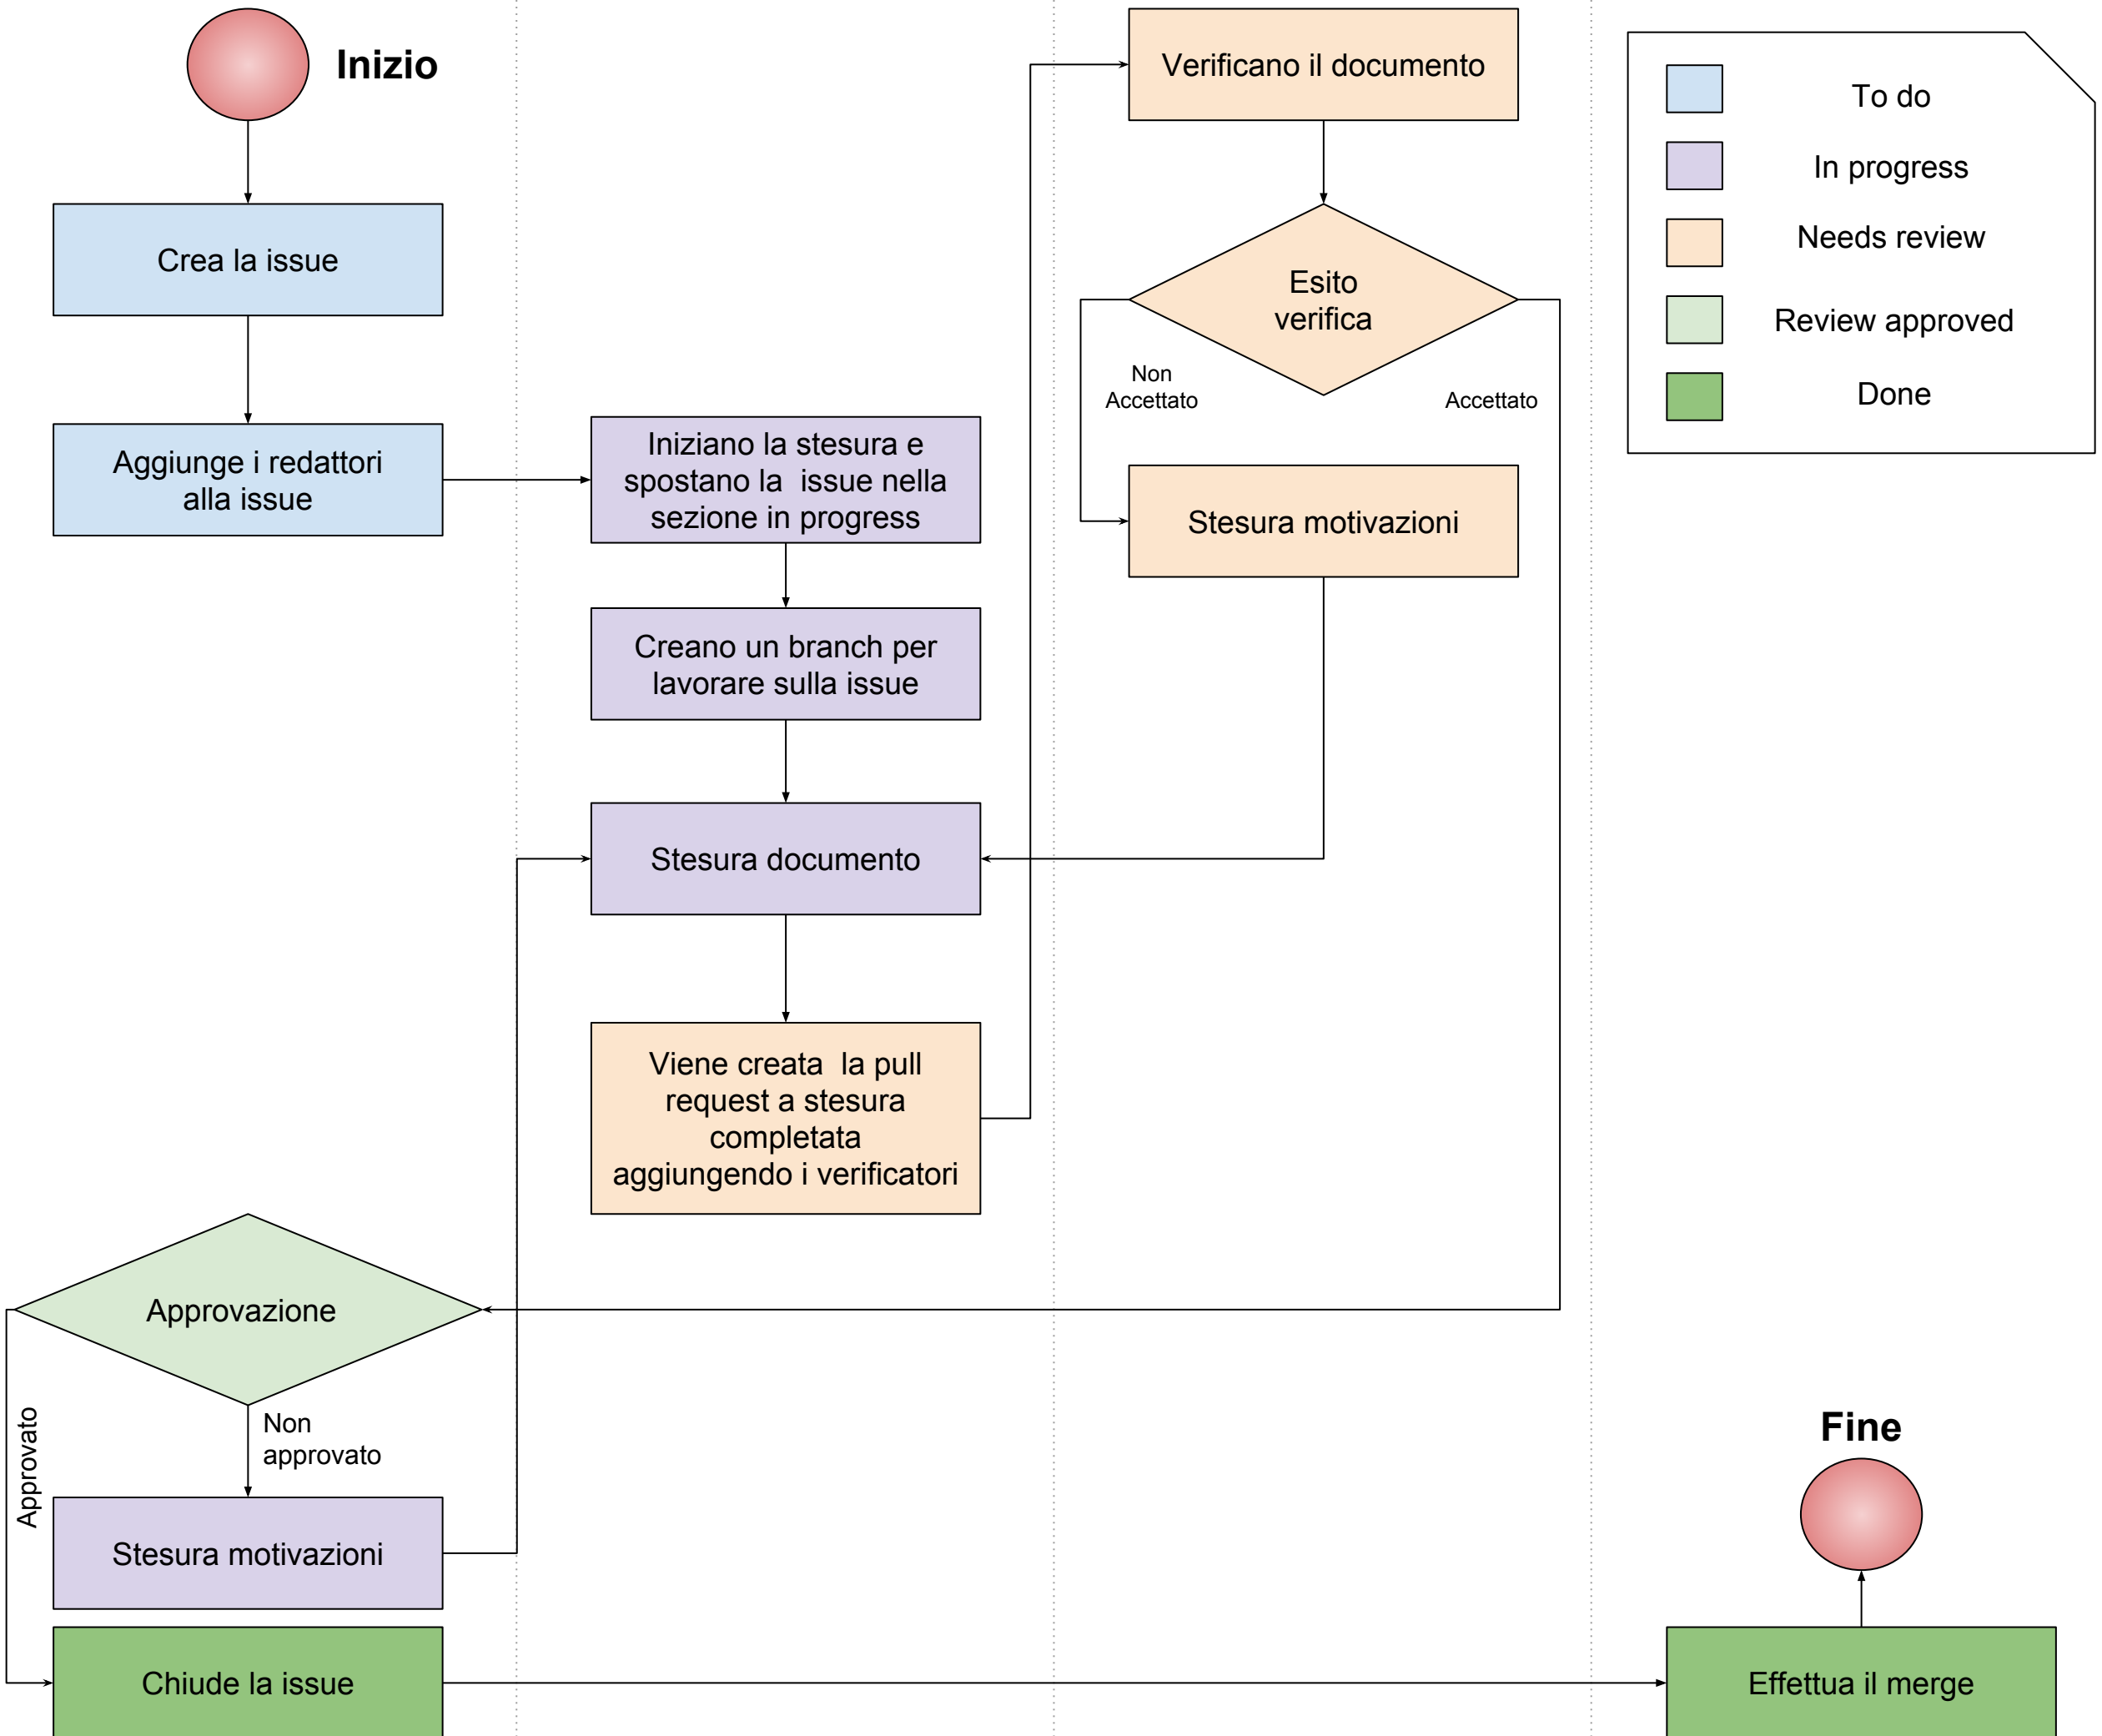 Inizio
Crea la issue
Aggiunge i redattori
alla issue
Iniziano la stesura e
spostano la  issue nella
sezione in progress
Creano un branch per
lavorare sulla issue
Stesura documento
Viene creata  la pull
request a stesura
completata
aggiungendo i verificatori
Verificano il documento
Esito
verifica
Non
Accettato
Accettato
Stesura motivazioni
To do
In progress
Needs review
Review approved
Done
Approvazione
Approvato
Non
approvato
Stesura motivazioni
Chiude la issue
Fine
Effettua il merge